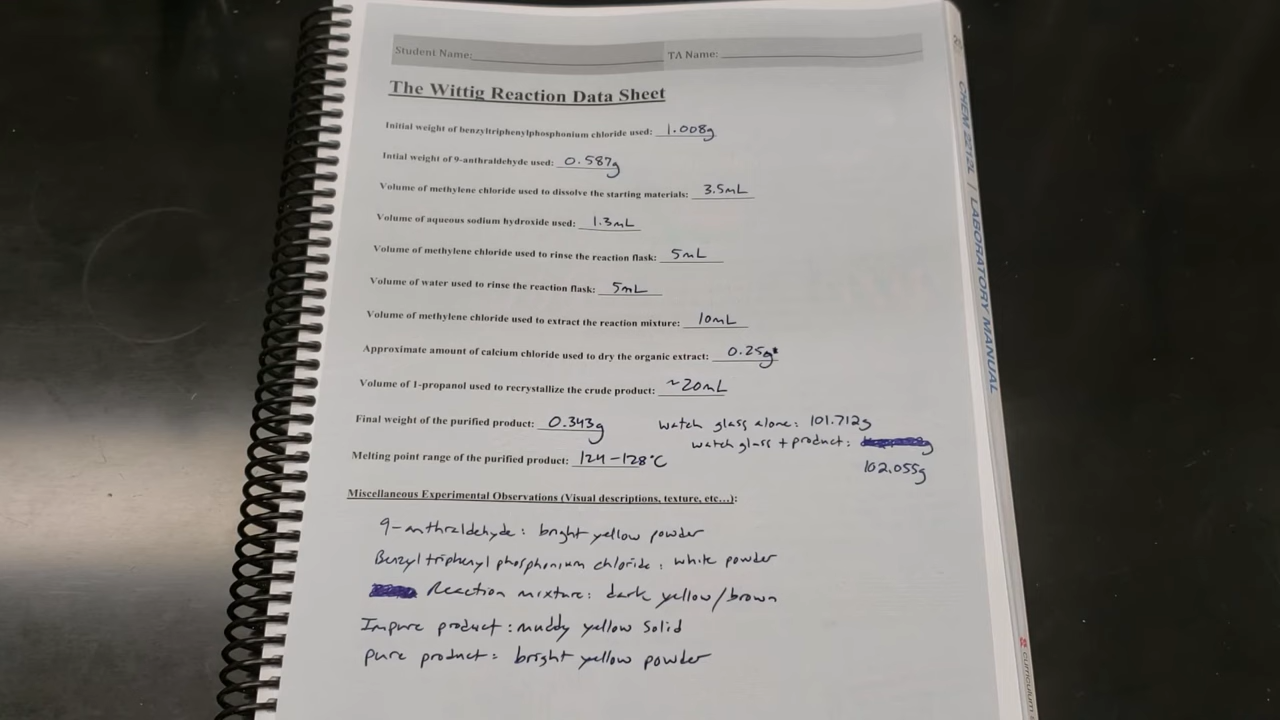 Student Name: TA Name:
The Wittig Reaction Data Sheet
Initial weight of benzyltriphenylphosphonium chloride used: 1.008g
Intial weight of 9-anthraldehyde used: 0.587g
Volume of methylene chloride used to dissolve the starting materials: 3.5mL
Volume of aqueous sodium hydroxide used: 1.3mL
Volume of methylene chloride used to rinse the reaction flask: 5mL
Volume of water used to rinse the reaction flask: 5mL
Volume of methylene chloride used to extract the reaction mixture: 10mL
Approximate amount of calcium chloride used to dry the organic extract: 0.25g*
Volume of 1-propanol used to recrystallize the crude product: ~20mL
Final weight of the purified product: 0.343g watch glass alone: 101.712g
watch glass + product: g
102.055g
Melting point range of the purified product: 124-128°C
Miscellaneous Experimental Observations (Visual descriptions, texture, etc...):
9-anthraldehyde: bright yellow powder
Benzyl triphenyl phosphonium chloride: white powder
Reaction mixture: dark yellow/brown
Impure product: muddy yellow solid
pure product: bright yellow powder
CHEM 2212L | LABORATORY MANUAL